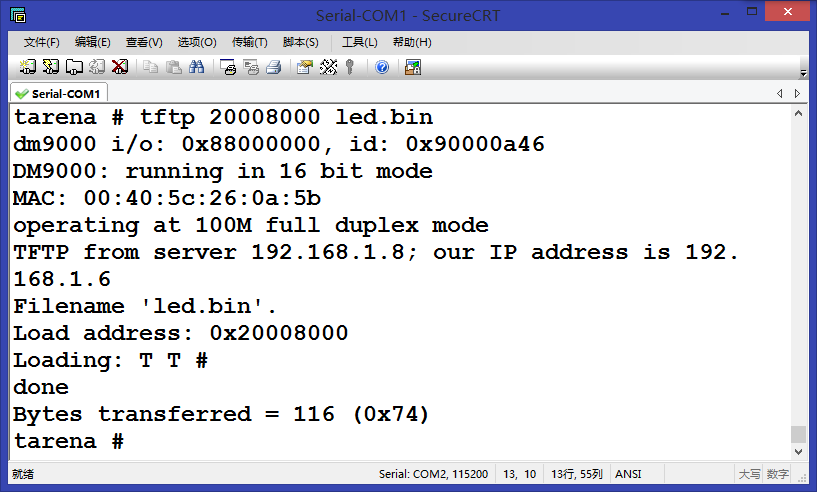 Serial-COM1 - SecureCRT
文件(F) 编辑(E) 查看(V) 选项(O) 传输(T) 脚本(S) 工具(L) 帮助(H)
Serial-COM1
tarena # tftp 20008000 led.bin
dm9000 i/o: 0x88000000, id: 0x90000a46
DM9000: running in 16 bit mode
MAC: 00:40:5c:26:0a:5b
operating at 100M full duplex mode
TFTP from server 192.168.1.8; our IP address is 192.
168.1.6
Filename 'led.bin'.
Load address: 0x20008000
Loading: T T #
done
Bytes transferred = 116 (0x74)
tarena #
就绪 Serial: COM2, 115200 13, 10 13行, 55列 ANSI 大写 数字